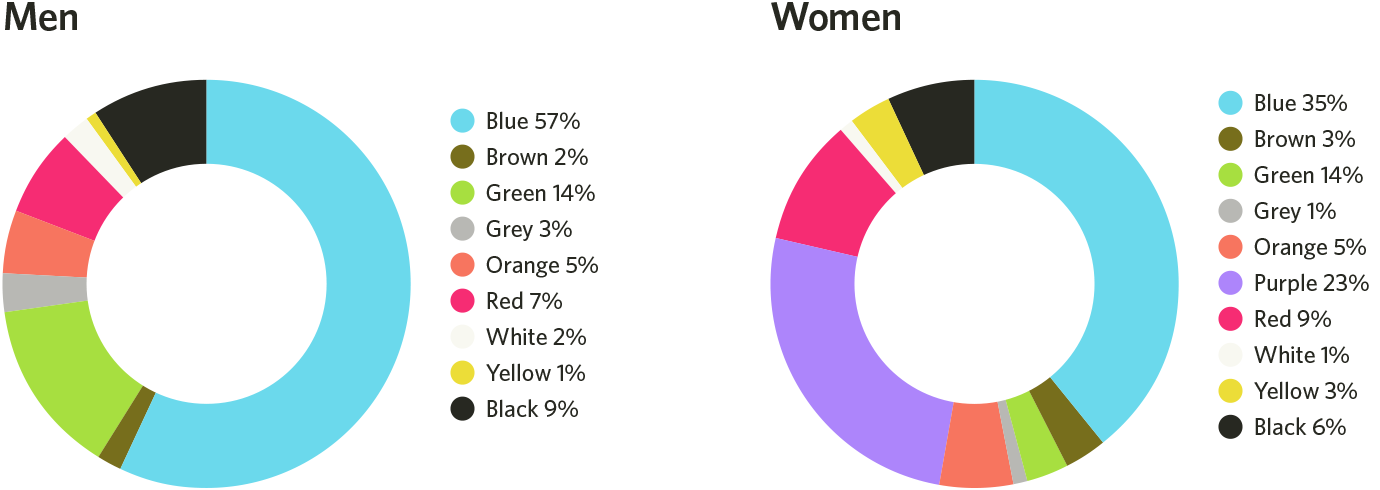 Men
Blue 57%
Brown 2%
Green 14%
Grey 3%
Orange 5%
Red 7%
White 2%
Yellow 1%
Black 9%
Women
Blue 35%
Brown 3%
Green 14%
Grey 1%
Orange 5%
Purple 23%
Red 9%
White 1%
Yellow 3%
Black 6%